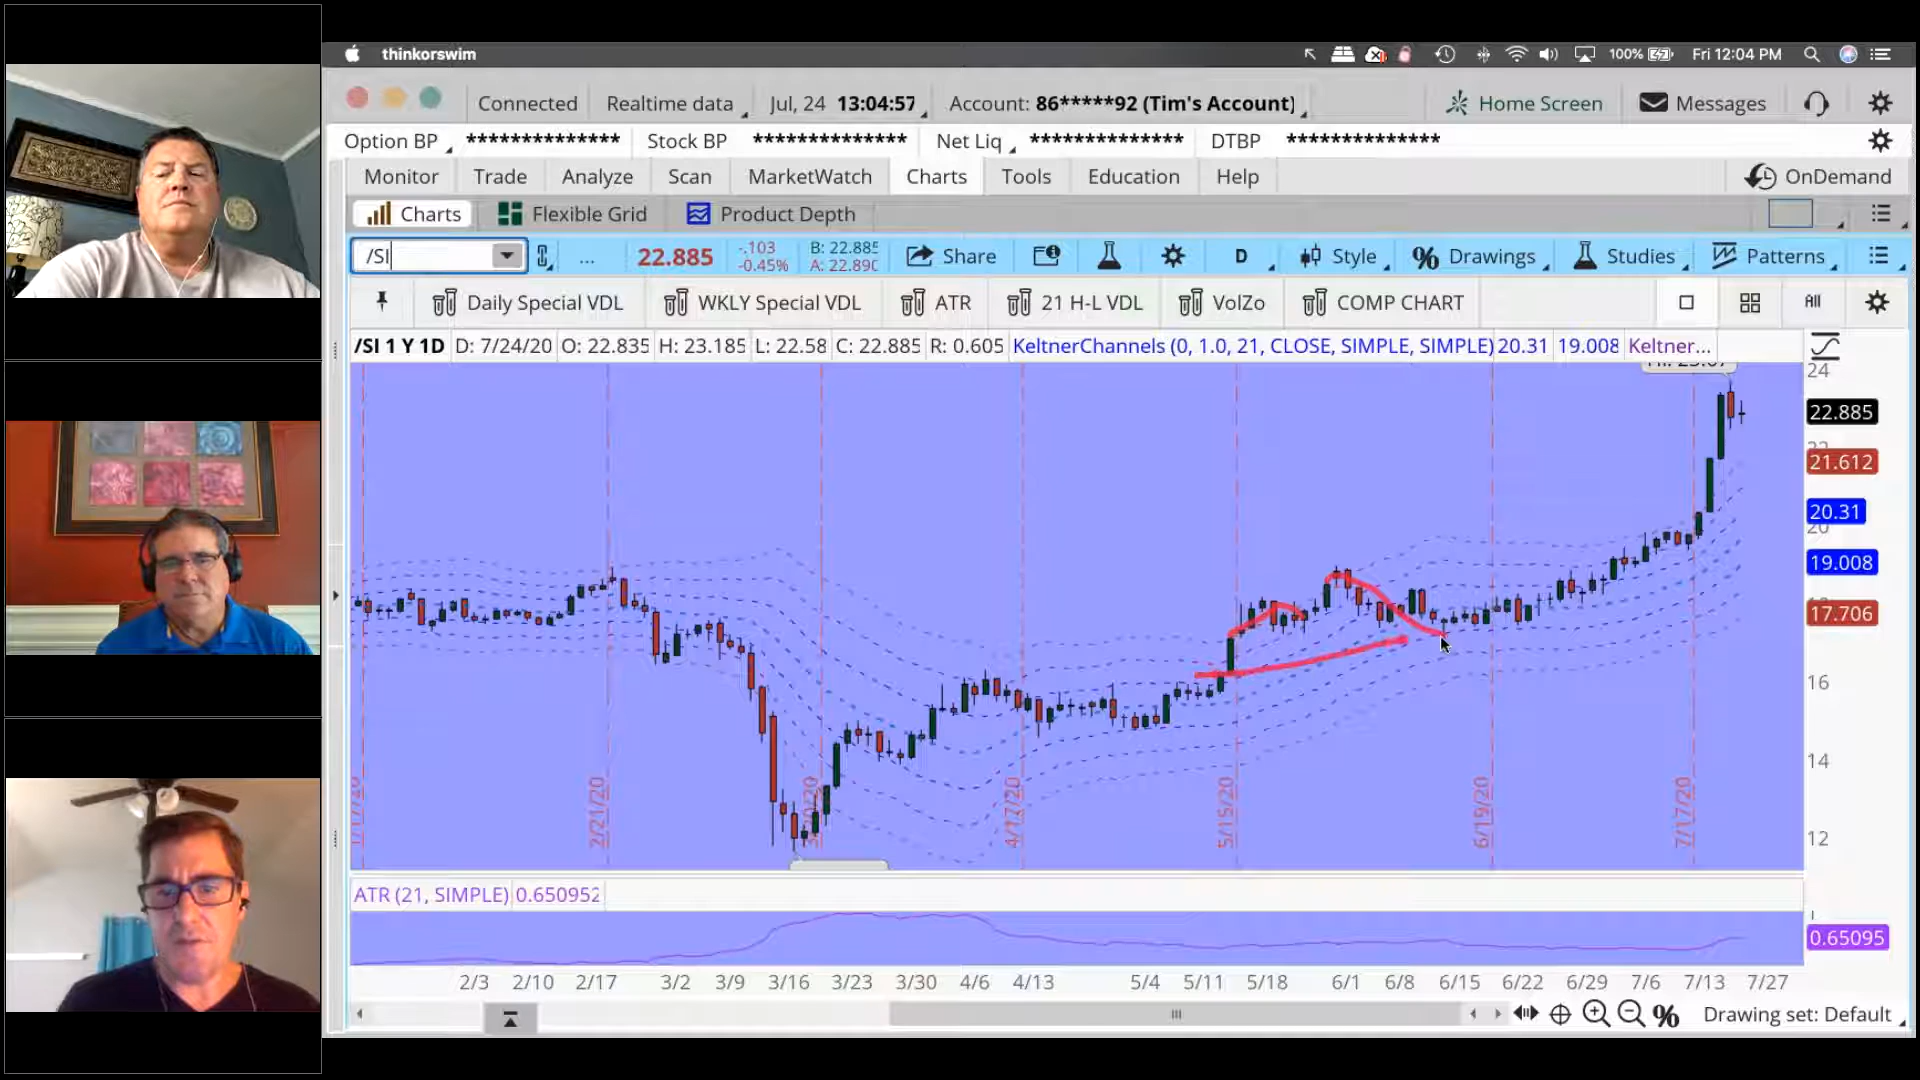 thinkorswim 100% Fri 12:04 PM
Connected Realtime data Jul, 24 13:04:57 Account: 86*****92 (Tim's Account) Home Screen Messages
Option BP ************** Stock BP ************** Net Liq ************** DTBP **************
Monitor Trade Analyze Scan MarketWatch Charts Tools Education Help OnDemand
Charts Flexible Grid Product Depth
/SI ... 22.885 -.103 B: 22.885 Share D Style Drawings Studies Patterns
-0.45% A: 22.890
Daily Special VDL WKLY Special VDL ATR 21 H-L VDL VolZo COMP CHART All
/SI 1 Y 1D D: 7/24/20 O: 22.835 H: 23.185 L: 22.58 C: 22.885 R: 0.605 KeltnerChannels (0, 1.0, 21, CLOSE, SIMPLE, SIMPLE) 20.31 19.008 Keltner...
24
22.885
21.612
20.31
20
19.008
17.706
16
14
12
2/21/20 4/17/20 5/15/20 6/19/20 7/17/20
ATR (21, SIMPLE) 0.650952
0.65095
2/3 2/10 2/17 3/2 3/9 3/16 3/23 3/30 4/6 4/13 5/4 5/11 5/18 6/1 6/8 6/15 6/22 6/29 7/6 7/13 7/27
Drawing set: Default